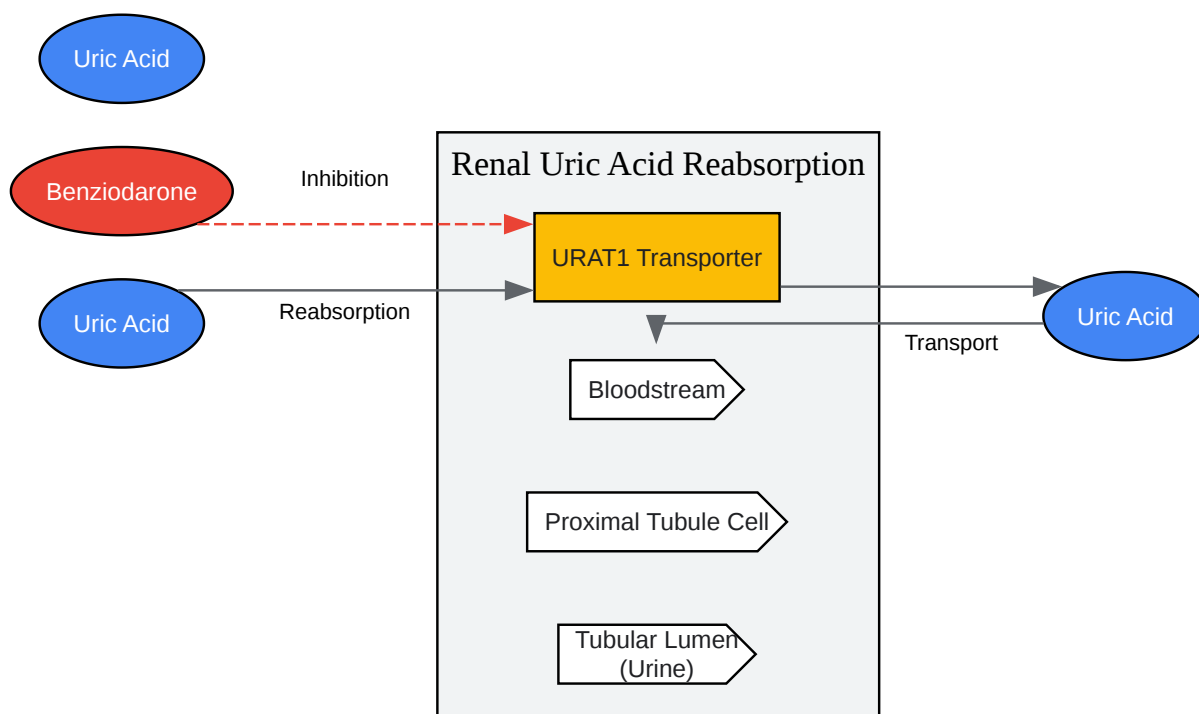 Uric Acid
Renal Uric Acid Reabsorption
Benziodarone
Inhibition
URAT1 Transporter
Uric Acid
Reabsorption
Uric Acid
Transport
Bloodstream
Proximal Tubule Cell
Tubular Lumen
(Urine)